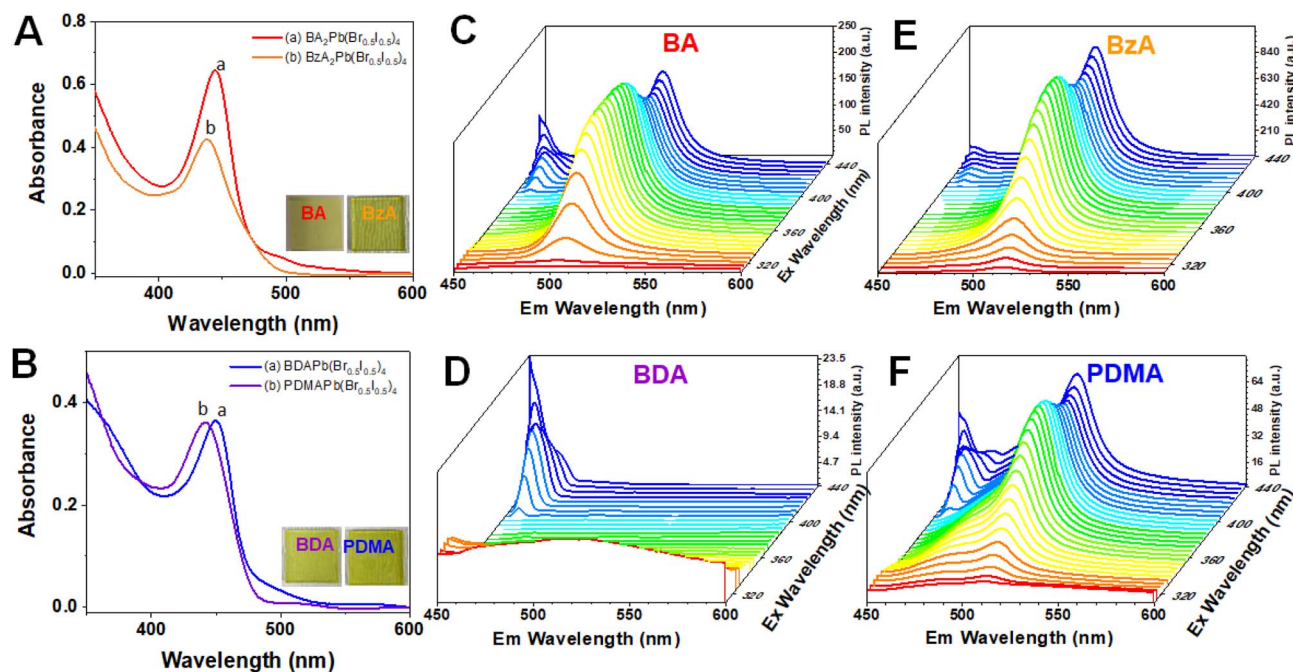 A
0.8
0.6
0.4
0.2
0.0
Absorbance
(a) BA2Pb(Br0.5I0.5)4
(b) BzA2Pb(Br0.5I0.5)4
a
b
BA
BzA
400
500
600
Wavelength (nm)
C
BA
250
200
150
100
50
PL intensity (a.u.)
440
400
360
320
Ex Wavelength (nm)
450
500
550
600
Em Wavelength (nm)
E
BzA
840
630
420
210
PL intensity (a.u.)
440
400
360
320
450
500
550
600
Em Wavelength (nm)
B
0.4
0.2
0.0
Absorbance
(a) BDAPb(Br0.5I0.5)4
(b) PDMAPb(Br0.5I0.5)4
b
a
BDA
PDMA
400
500
600
Wavelength (nm)
D
BDA
23.5
18.8
14.1
9.4
4.7
PL intensity (a.u.)
440
400
360
320
Ex Wavelength (nm)
450
500
550
600
Em Wavelength (nm)
F
PDMA
64
48
32
16
PL intensity (a.u.)
440
400
360
320
Ex Wavelength (nm)
450
500
550
600
Em Wavelength (nm)